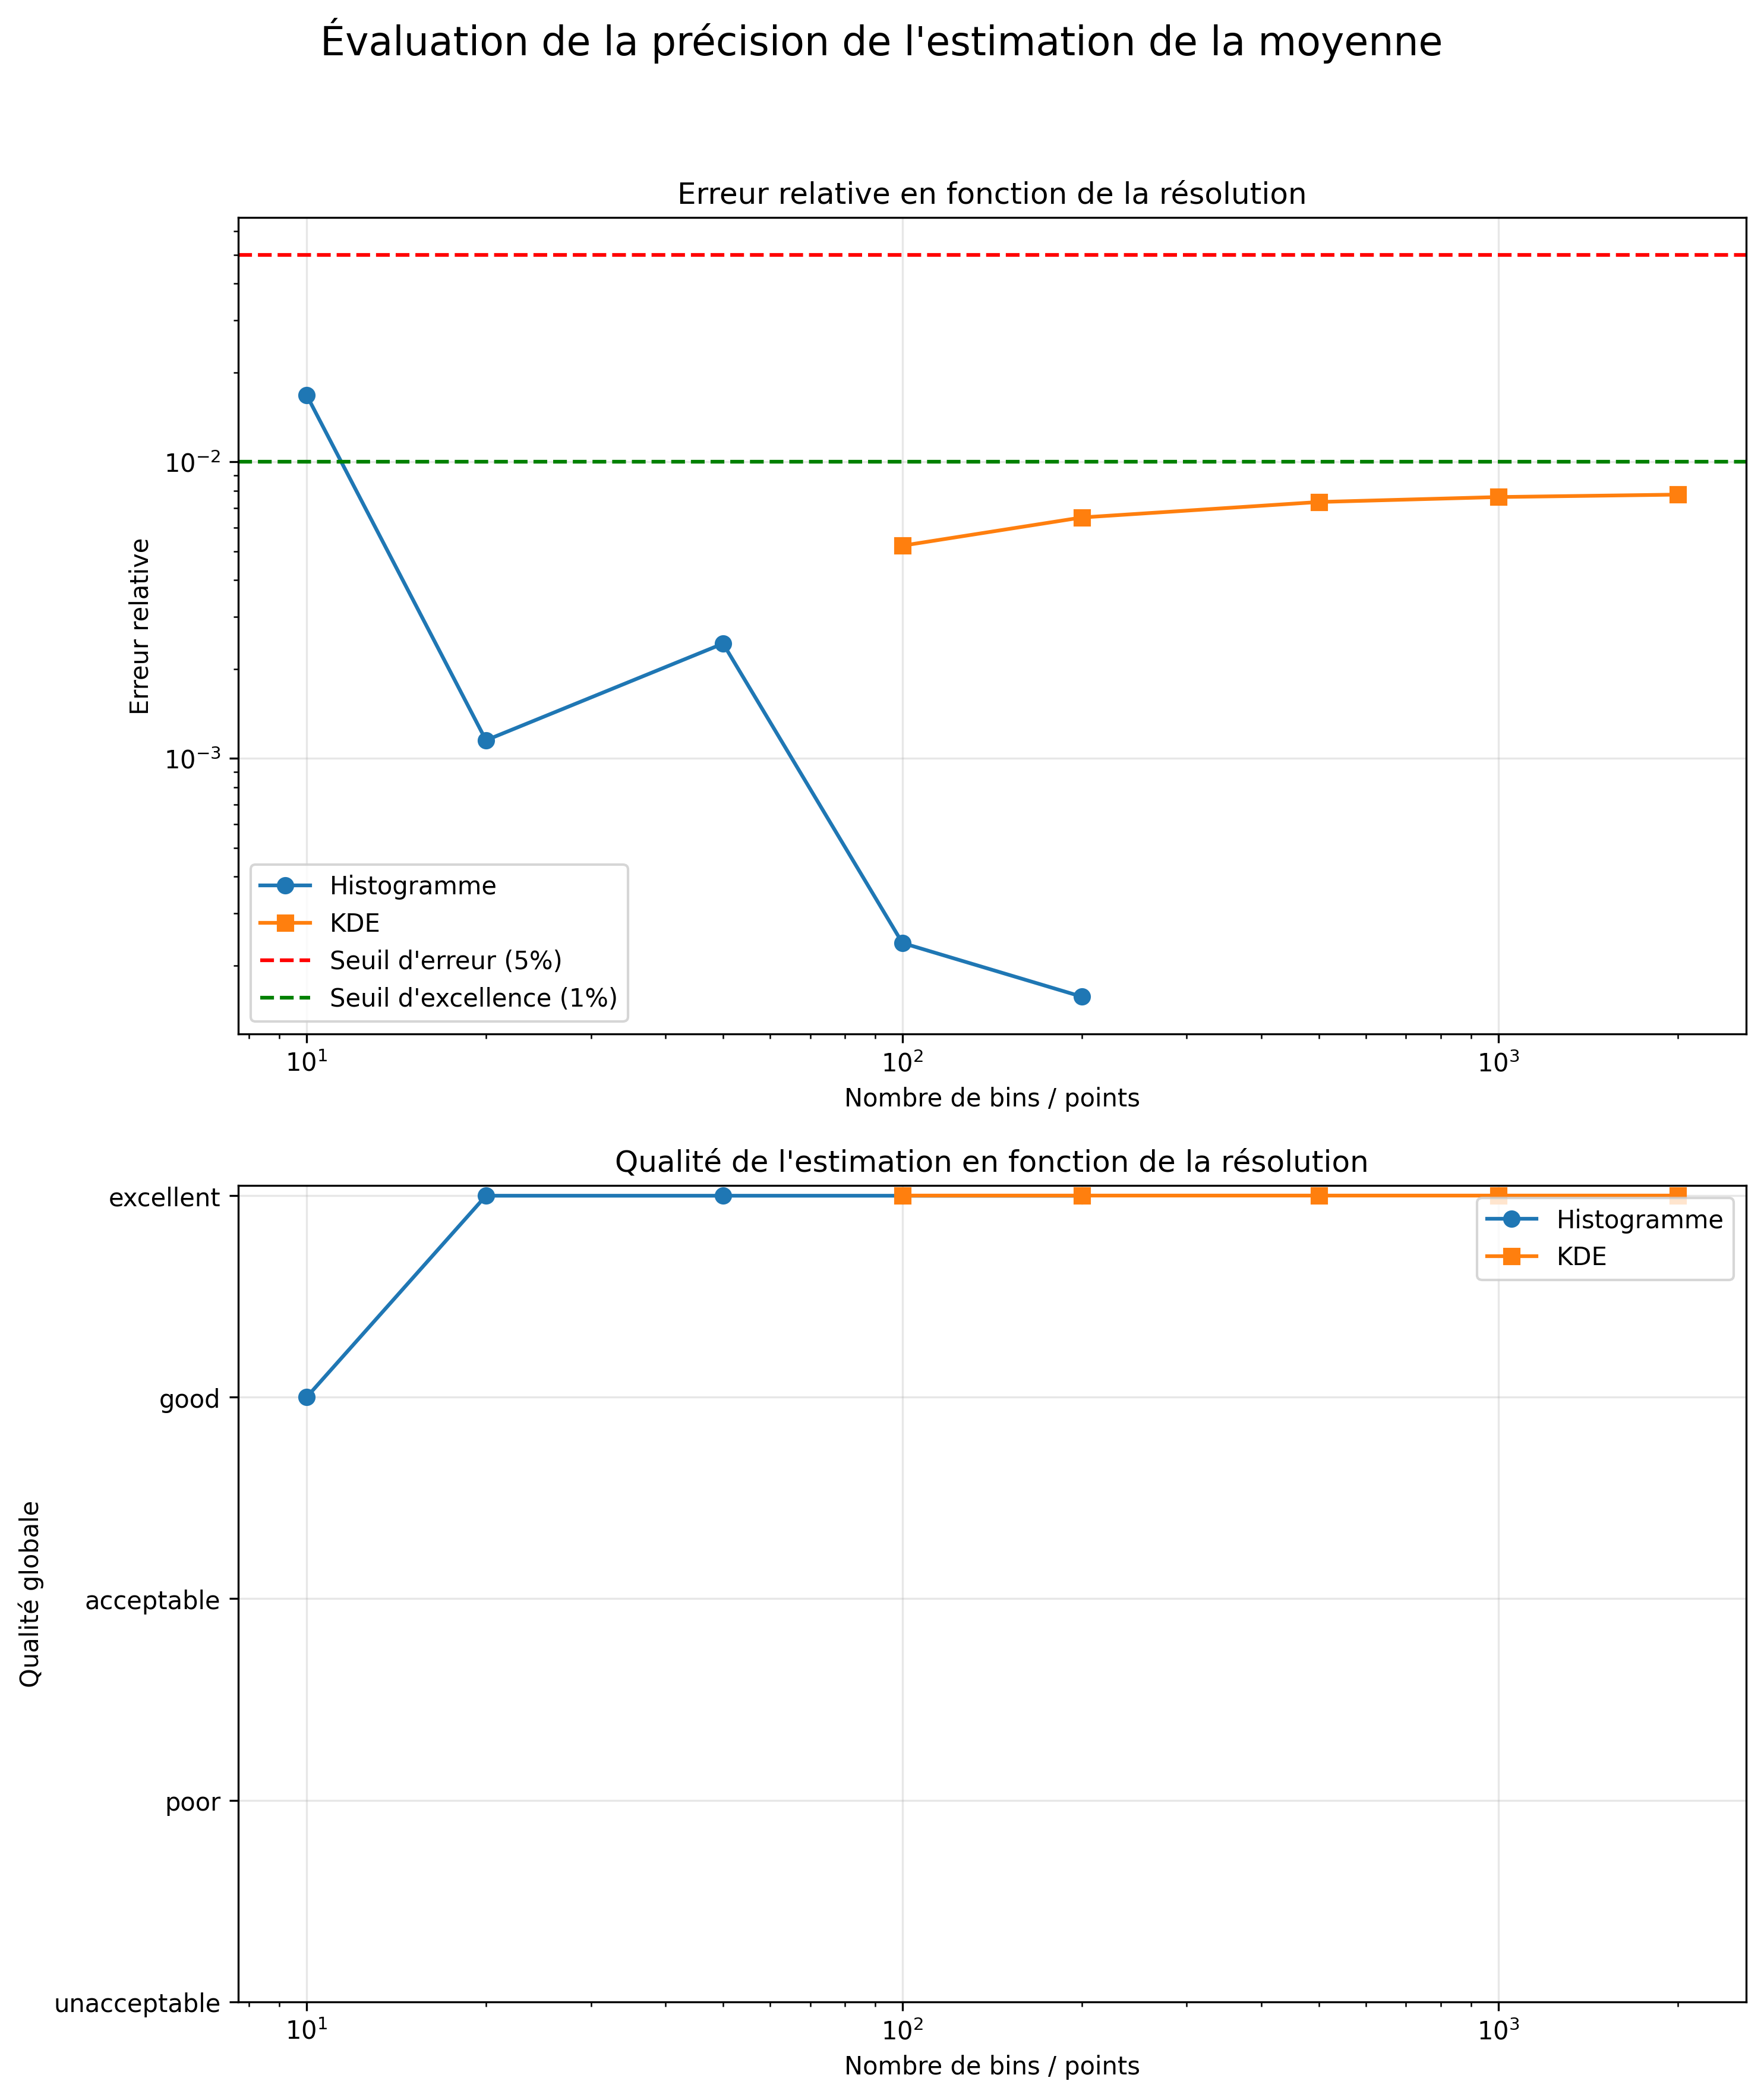 Évaluation de la précision de l'estimation de la moyenne
Erreur relative en fonction de la résolution
Erreur relative
10⁻²
10⁻³
Histogramme
KDE
Seuil d'erreur (5%)
Seuil d'excellence (1%)
10¹
10²
10³
Nombre de bins / points
Qualité de l'estimation en fonction de la résolution
Qualité globale
excellent
good
acceptable
poor
unacceptable
Histogramme
KDE
10¹
10²
10³
Nombre de bins / points